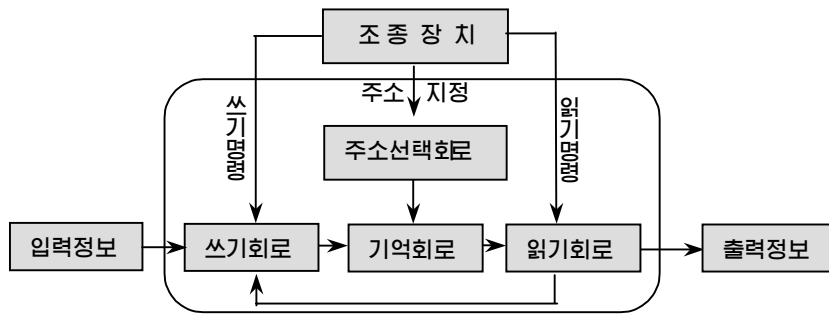 조 종 장 치
주소 지정
쓰기명령
읽기명령
주소선택회로
입력정보
쓰기회로
기억회로
읽기회로
출력정보